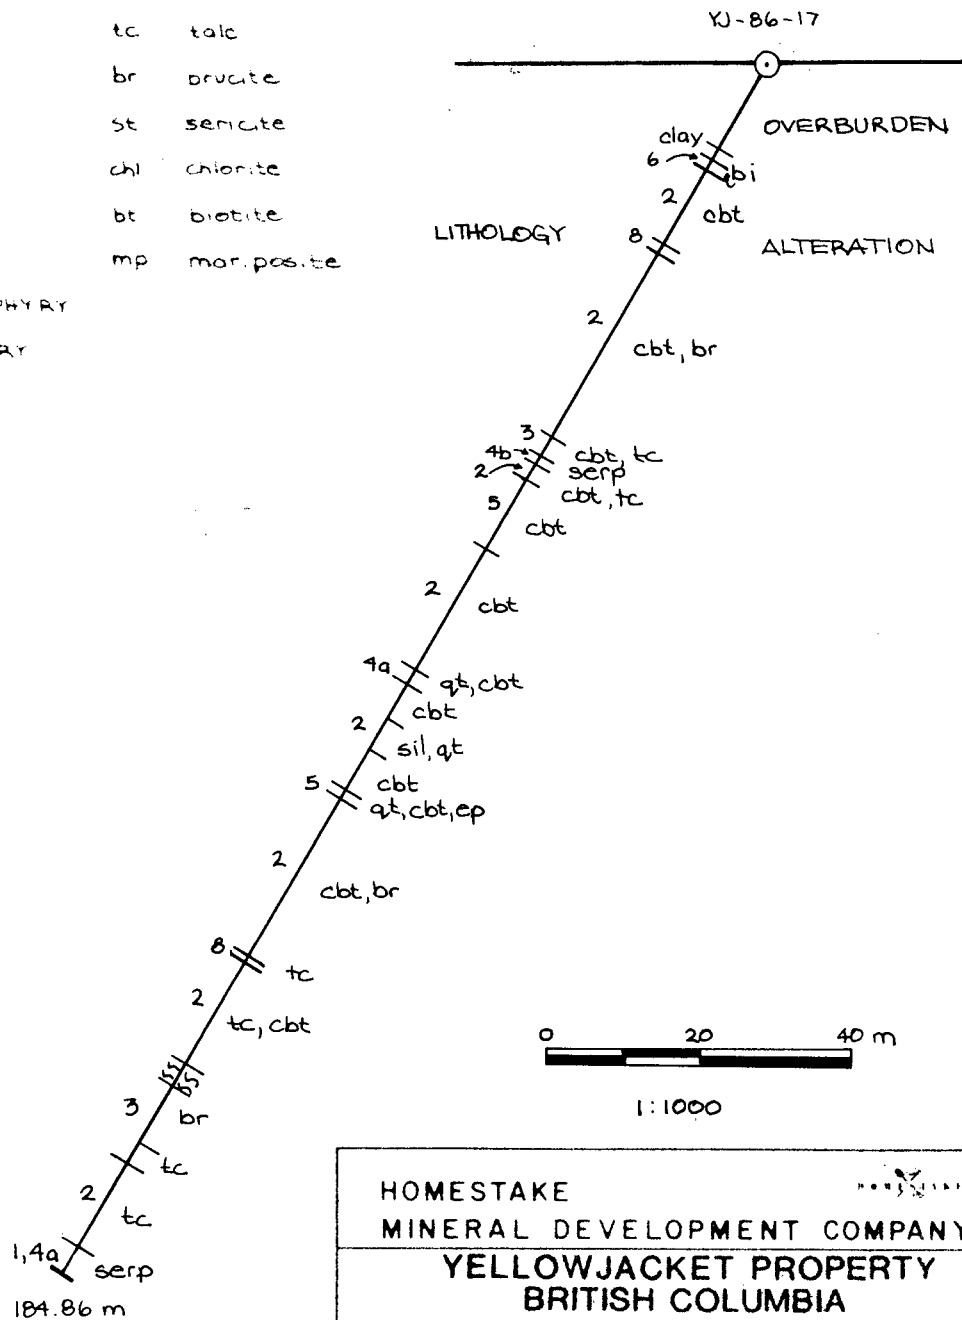 YJ-86-17
tc talc
br brucite
st sericite
chl chlorite
bt biotite
mp mariposite
PHYRY
RY
OVERBURDEN
LITHOLOGY
ALTERATION
clay
6
qbi
2
cbt
8
2
cbt, br
3
4b
cbt, tc
2
serp
cbt, tc
5
cbt
2
cbt
4a
qt, cbt
2
cbt
sil, qt
5
cbt
qt, cbt, ep
2
cbt, br
8
tc
2
tc, cbt
3
br
tc
2
tc
1, 4a
serp
184.86 m
0 20 40 m
1:1000
HOMESTAKE
MINERAL DEVELOPMENT COMPANY
YELLOWJACKET PROPERTY
BRITISH COLUMBIA